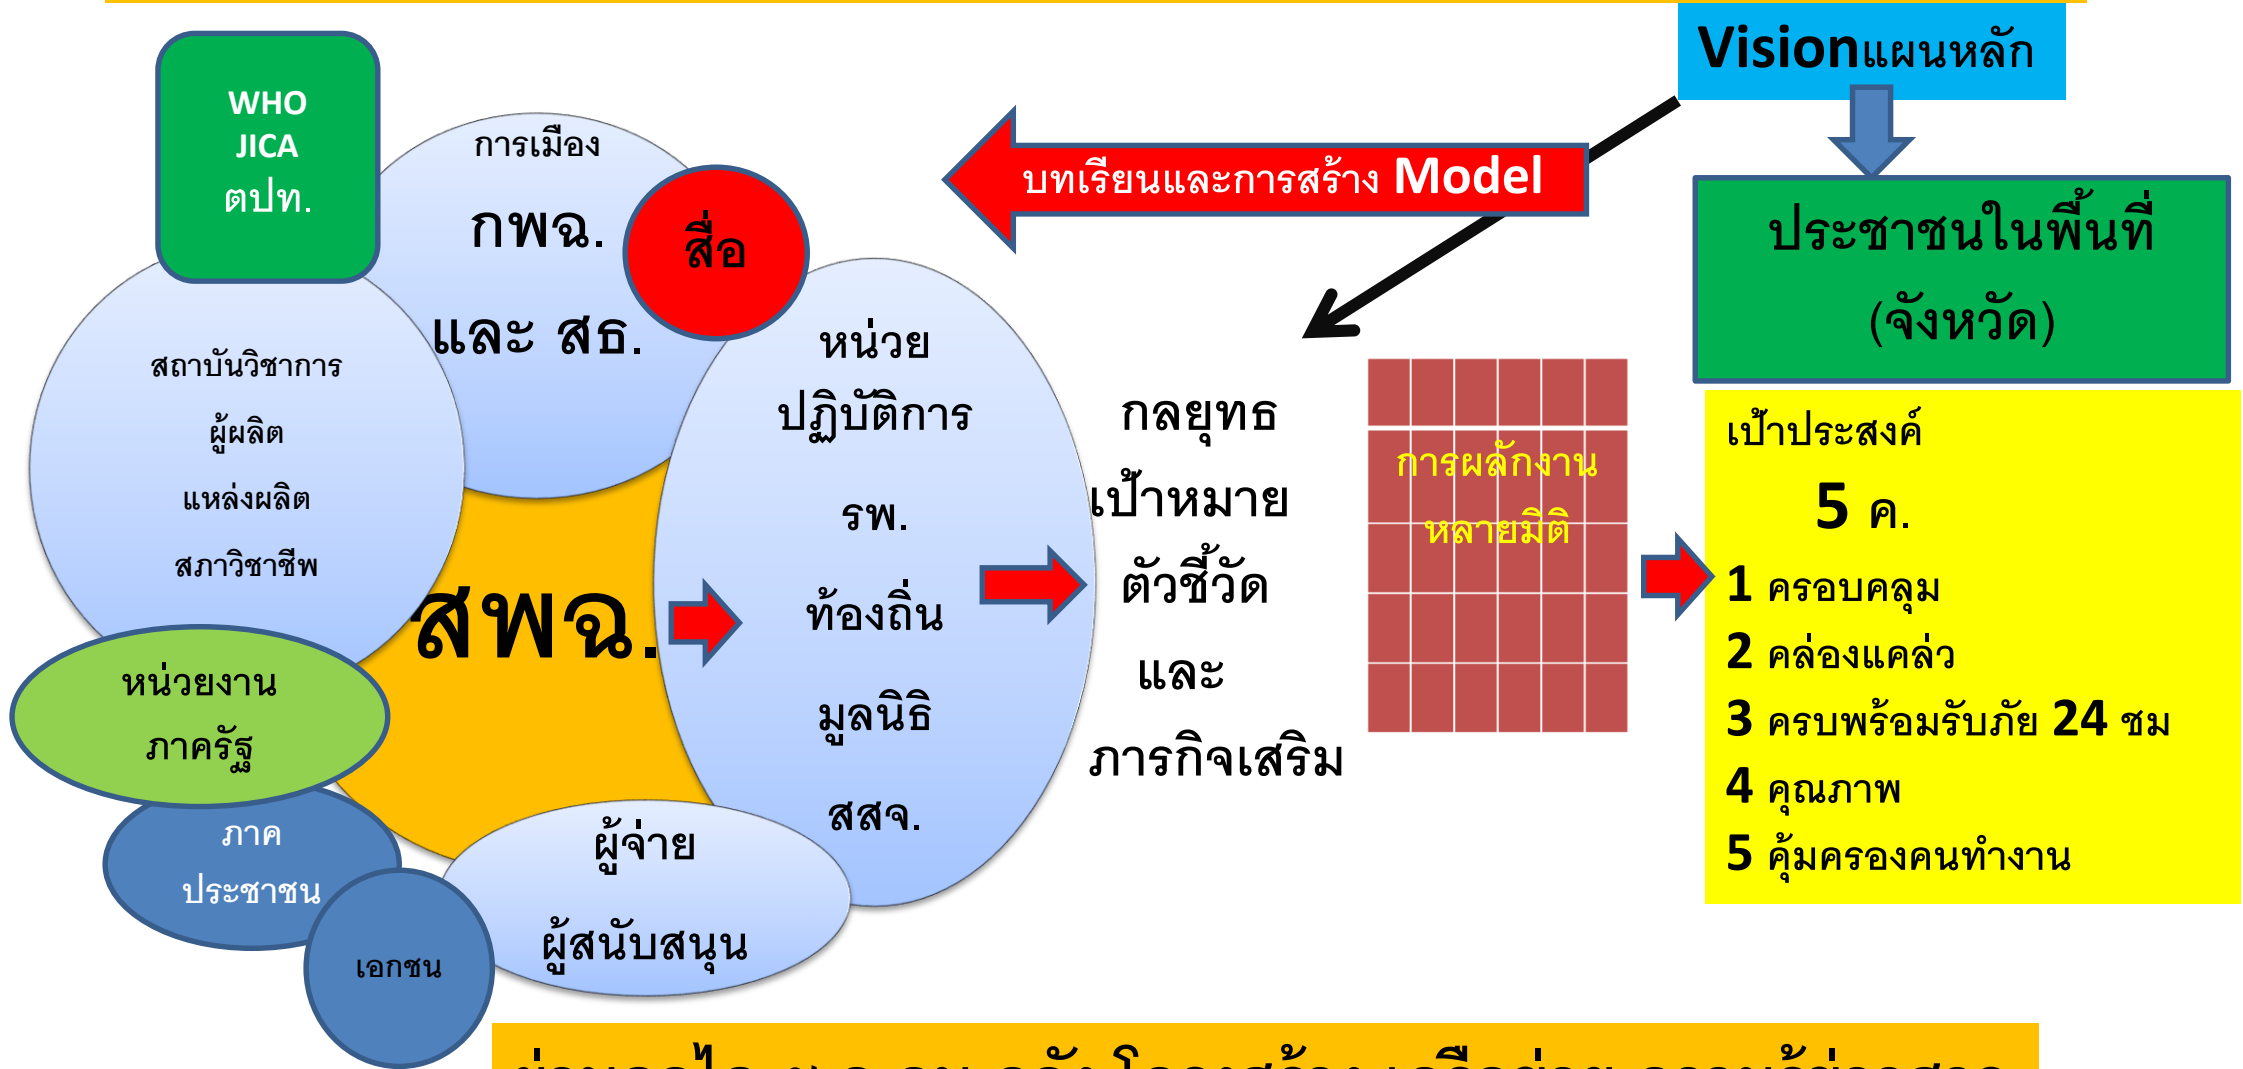 Visionแผนหลัก
WHO
JICA
ตปท.
การเมือง
กพฉ.
และ สธ.
สื่อ
บทเรียนและการสร้าง Model
ประชาชนในพื้นที่
(จังหวัด)
สถาบันวิชาการ
ผู้ผลิต
แหล่งผลิต
สภาวิชาชีพ
สพฉ.
หน่วย
ปฏิบัติการ
รพ.
ท้องถิ่น
มูลนิธิ
สสจ.
กลยุทธ
เป้าหมาย
ตัวชี้วัด
และ
ภารกิจเสริม
การผลักงาน
หลายมิติ
เป้าประสงค์
5 ค.
1 ครอบคลุม
2 คล่องแคล่ว
3 ครบพร้อมรับภัย 24 ชม
4 คุณภาพ
5 คุ้มครองคนทำงาน
หน่วยงาน
ภาครัฐ
ภาค
ประชาชน
เอกชน
ผู้จ่าย
ผู้สนับสนุน